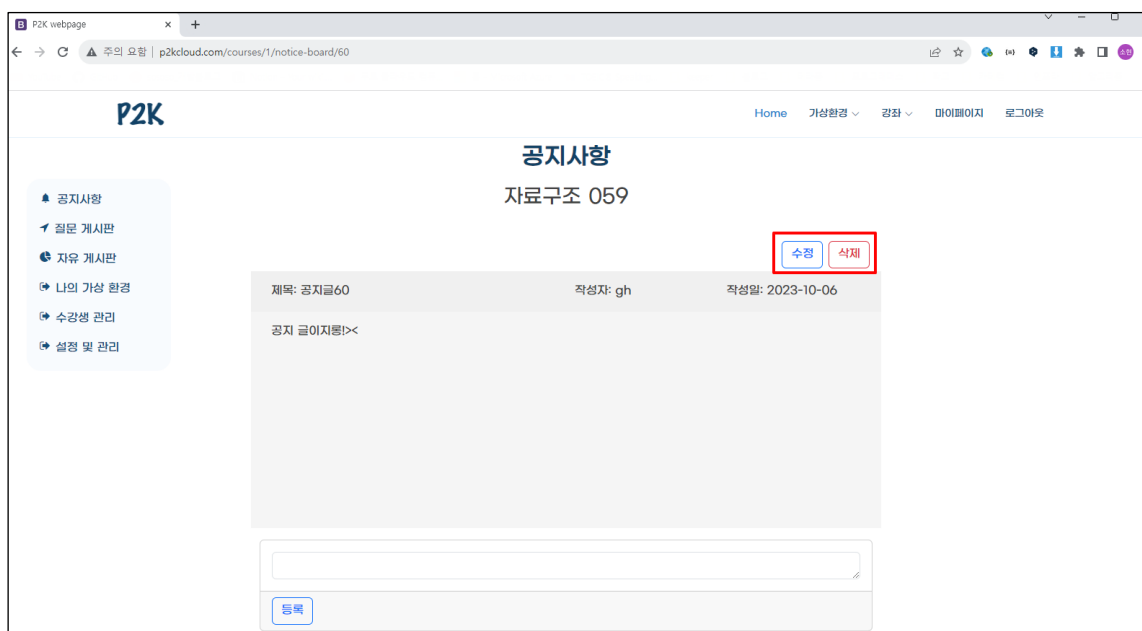 P2K webpage
주의 요함 | p2kcloud.com/courses/1/notice-board/60
소현
P2K
Home 가상환경 강좌 마이페이지 로그아웃
공지사항
자료구조 059
공지사항
질문 게시판
자유 게시판
나의 가상 환경
수강생 관리
설정 및 관리
수정 삭제
제목: 공지글60 작성자: gh 작성일: 2023-10-06
공지 글이지롱!><
등록